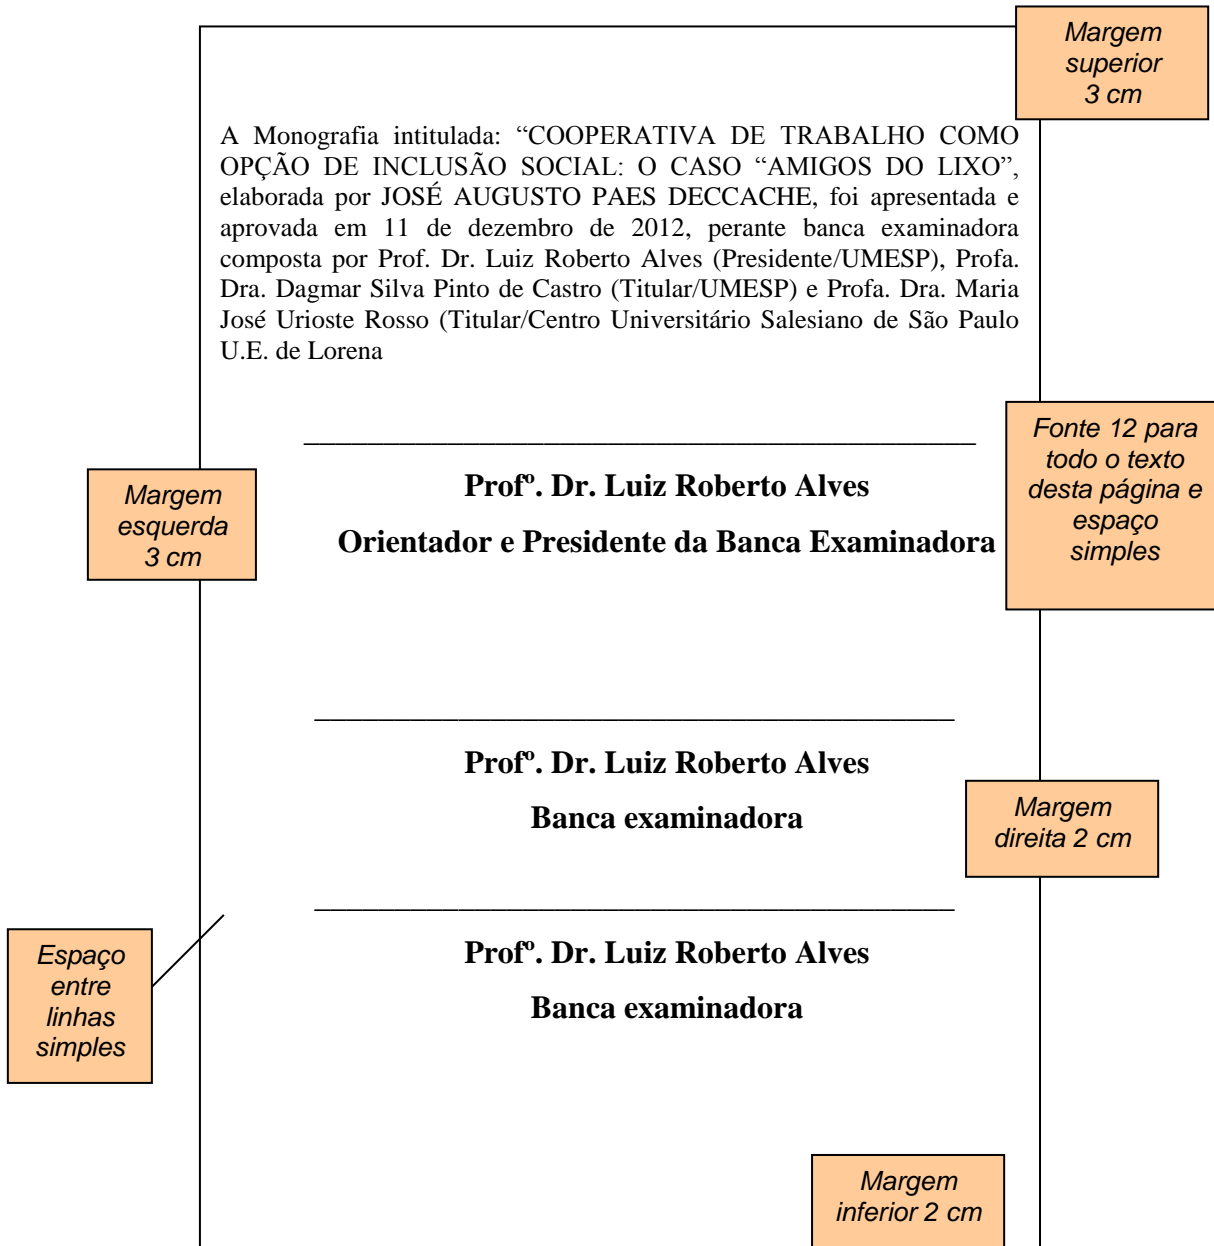 Margem
superior
3 cm
A Monografia intitulada: “COOPERATIVA DE TRABALHO COMO
OPÇÃO DE INCLUSÃO SOCIAL: O CASO “AMIGOS DO LIXO”,
elaborada por JOSÉ AUGUSTO PAES DECCACHE, foi apresentada e
aprovada em 11 de dezembro de 2012, perante banca examinadora
composta por Prof. Dr. Luiz Roberto Alves (Presidente/UMESP), Profa.
Dra. Dagmar Silva Pinto de Castro (Titular/UMESP) e Profa. Dra. Maria
José Urioste Rosso (Titular/Centro Universitário Salesiano de São Paulo
U.E. de Lorena
Fonte 12 para
todo o texto
desta página e
espaço
simples
Margem
esquerda
3 cm
Profº. Dr. Luiz Roberto Alves
Orientador e Presidente da Banca Examinadora
Profº. Dr. Luiz Roberto Alves
Banca examinadora
Margem
direita 2 cm
Espaço
entre
linhas
simples
Profº. Dr. Luiz Roberto Alves
Banca examinadora
Margem
inferior 2 cm